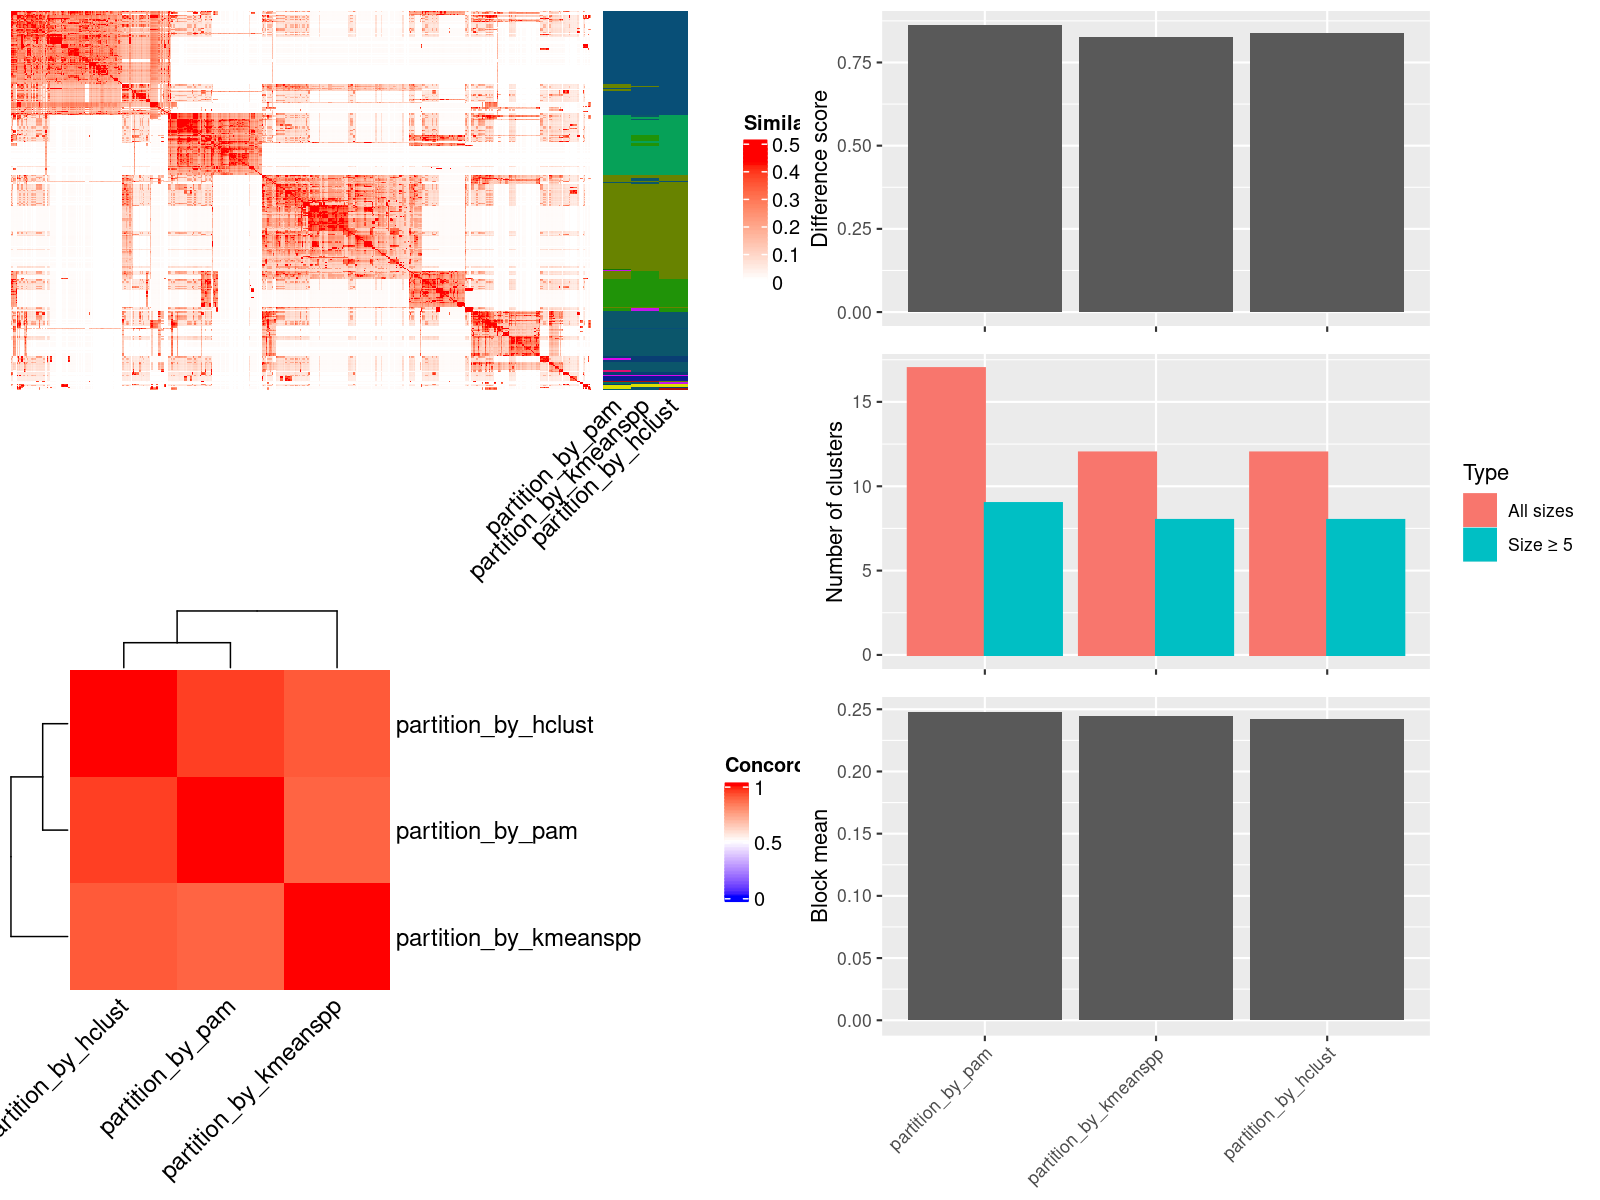 Simila
0.5
0.4
0.3
0.2
0.1
0
partition_by_pam
partition_by_kmeanspp
partition_by_hclust
Difference score
0.75
0.50
0.25
0.00
Number of clusters
15
10
5
0
Type
All sizes
Size ≥ 5
Block mean
0.25
0.20
0.15
0.10
0.05
0.00
partition_by_pam
partition_by_kmeanspp
partition_by_hclust
partition_by_hclust
partition_by_pam
partition_by_kmeanspp
Concord
1
0.5
0
artition_by_hclust
partition_by_pam
partition_by_kmeanspp